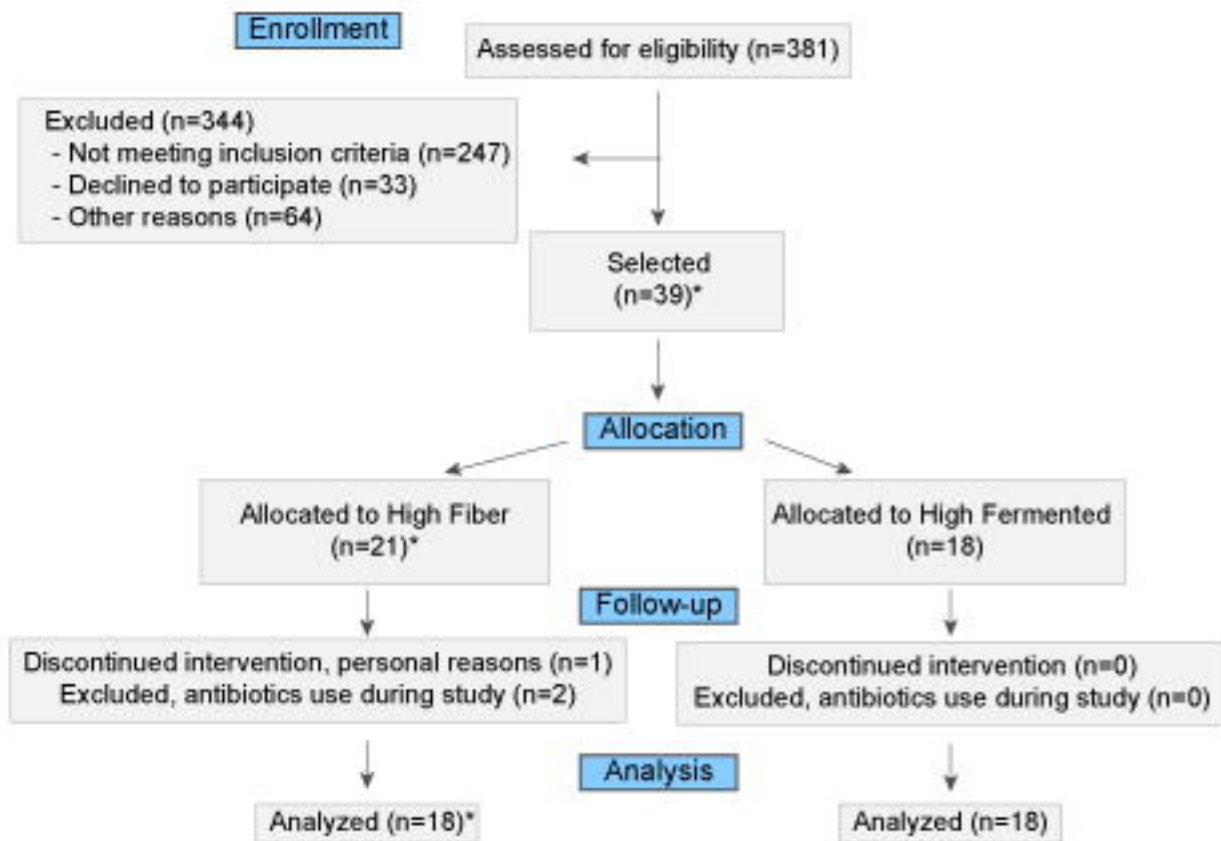 Enrollment
Assessed for eligibility (n=381)
Excluded (n=344)
- Not meeting inclusion criteria (n=247)
- Declined to participate (n=33)
- Other reasons (n=64)
Selected
(n=39)*
Allocation
Allocated to High Fiber
(n=21)*
Allocated to High Fermented
(n=18)
Follow-up
Discontinued intervention, personal reasons (n=1)
Excluded, antibiotics use during study (n=2)
Discontinued intervention (n=0)
Excluded, antibiotics use during study (n=0)
Analysis
Analyzed (n=18)*
Analyzed (n=18)